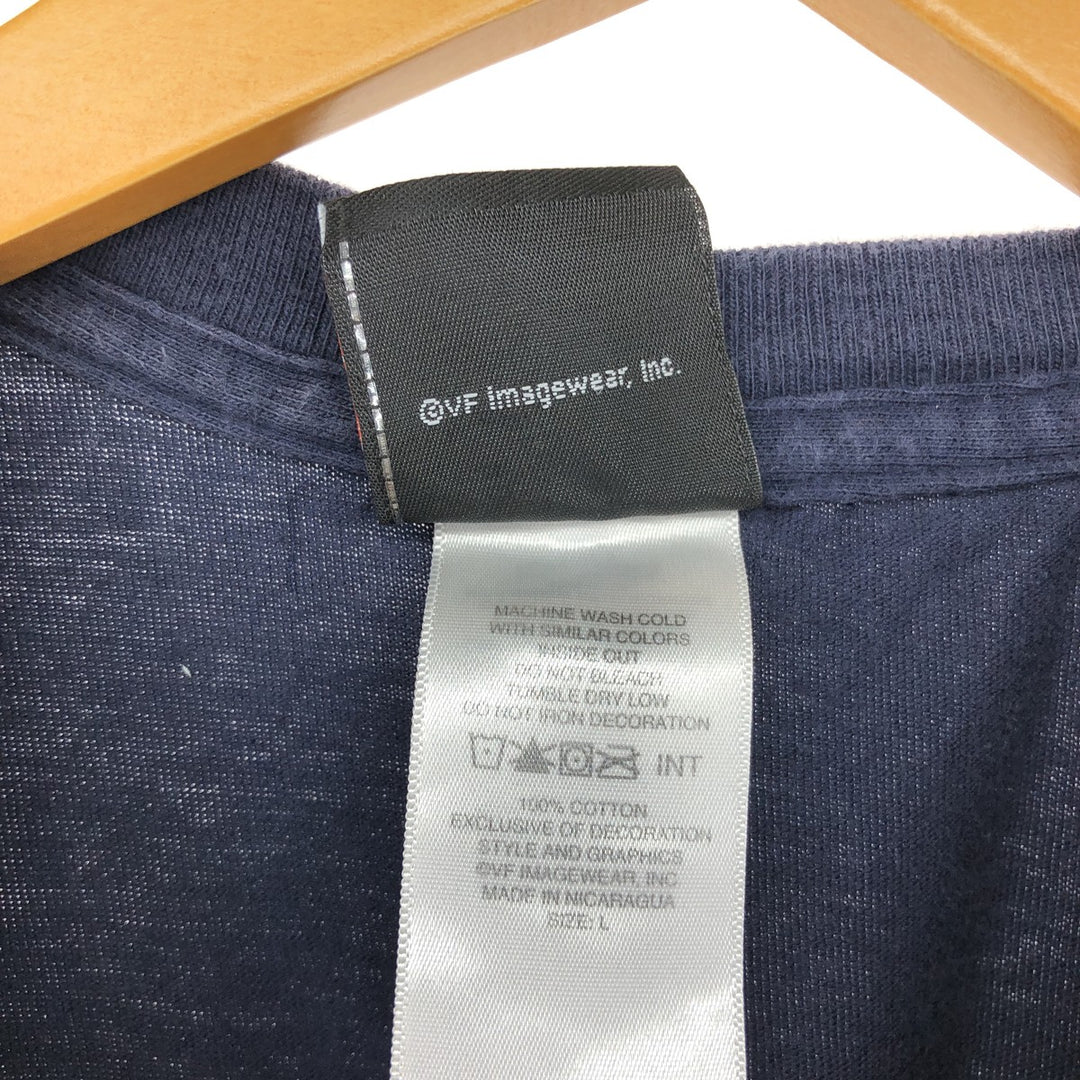 ©VF Imagewear, Inc.
MACHINE WASH COLD
WITH SIMILAR COLORS
INSIDE OUT
DO NOT BLEACH
TUMBLE DRY LOW
DO NOT IRON DECORATION
INT
100% COTTON
EXCLUSIVE OF DECORATION
STYLE AND GRAPHICS
©VF IMAGEWEAR, INC
MADE IN NICARAGUA
SIZE: L